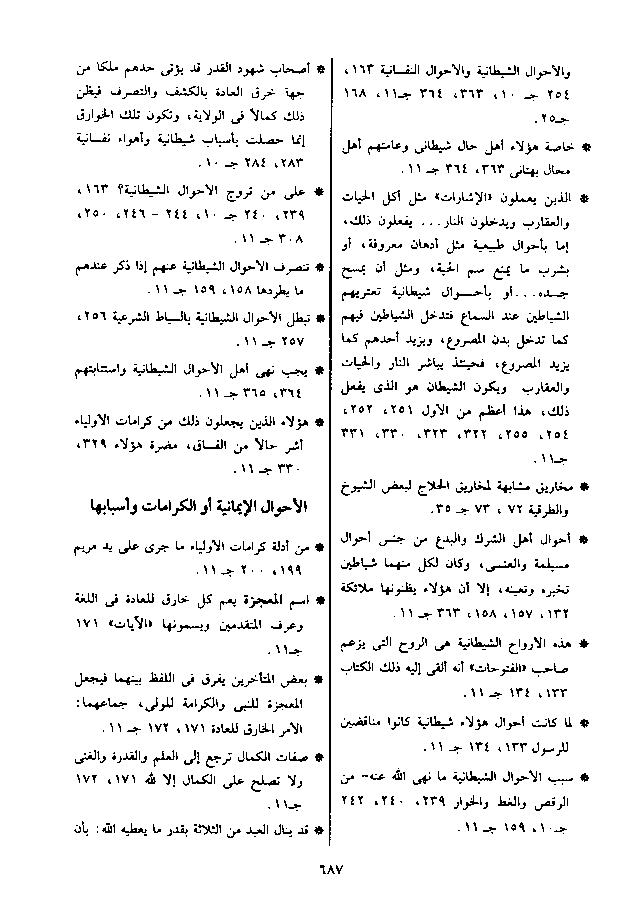 والأحوال الشيطانية والأحوال النفسانية ١٦٣،
٢٥٤ جـ ١٠، ٣٦٣، ٣٦٤ جـ١١، ١٦٨
جـ٢٥.
* خاصة هؤلاء أهل حال شيطانى وعامتهم أهل
محال بهتانى ٣٦٣، ٣٦٤ جـ ١١.
* الذين يعملون «الإشارات» مثل أكل الحيات
والعقارب ويدخلون النار... يفعلون ذلك،
إما بأحوال طبيعية مثل أدهان معروفة، أو
بشرب ما يمنع سم الحية، ومثل أن يمسح
جسده... أو بأحوال شيطانية تعتريهم
الشياطين عند السماع فتدخل الشياطين فيهم
كما تدخل بدن المصروع، ويزيد أحدهم كما
يزيد المصروع، فحينئذ يباشر النار والحيات
والعقارب ويكون الشيطان هو الذى يفعل
ذلك، هذا أعظم من الأول ٢٥١، ٢٥٢،
٢٥٤، ٢٥٥، ٣٢٢، ٣٢٣، ٣٣٠، ٣٣١
جـ١١.
* مخاريق مشابهة لمخاريق الحلاج لبعض الشيوخ
والطرقية ٧٢، ٧٣ جـ ٣٥.
* أحوال أهل الشرك والبدع من جنس أحوال
مسيلمة والعنسى، وكان لكل منهما شياطين
تخبره وتعينه، إلا أن هؤلاء يظنونها ملائكة
١٣٢، ١٥٧، ١٥٨، ٣٦٣ جـ ١١.
* هذه الأرواح الشيطانية هى الروح التى يزعم
صاحب «الفتوحات» أنه ألقى إليه ذلك الكتاب
١٣٣، ١٣٤ جـ ١١.
* لما كانت أحوال هؤلاء شيطانية كانوا مناقضين
للرسول ١٣٣، ١٣٤ جـ ١١.
* سبب الأحوال الشيطانية ما نهى الله عنه- من
الرقص والغط والخوار ٢٣٩، ٢٤٠، ٢٤٢
جـ١٠، ١٥٩ جـ ١١.
* أصحاب شهود القدر قد يؤتى حدهم ملكا من
جهة خرق العادة بالكشف والتصرف فيظن
ذلك كمالاً فى الولاية، وتكون تلك الخوارق
إنما حصلت بأسباب شيطانية وأهواء نفسانية
٢٨٣، ٢٨٤ جـ ١٠.
* على من تروج الأحوال الشيطانية؟ ١٦٣،
٢٣٩، ٢٤٠ جـ ١٠، ٢٤٤ - ٢٤٦، ٢٥٠،
٣٠٨ جـ ١١.
* تنصرف الأحوال الشيطانية عنهم إذا ذكر عندهم
ما يطردها ١٥٨، ١٥٩ جـ ١١.
* تبطل الأحوال الشيطانية بالسياط الشرعية ٢٥٦،
٢٥٧ جـ ١١.
* يجب نهى أهل الأحوال الشيطانية واستتابتهم
٣٦٤، ٣٦٥ جـ ١١.
* هؤلاء الذين يجعلون ذلك من كرامات الأولياء
أشر حالاً من الفساق، مضرة هؤلاء ٣٢٩،
٣٣٠ جـ ١١.
الأحوال الإيمانية أو الكرامات وأسبابها
* من أدلة كرامات الأولياء ما جرى على يد مريم
١٩٩، ٢٠٠ جـ ١١.
* اسم المعجزة يعم كل خارق للعادة فى اللغة
وعرف المتقدمين ويسمونها «الآيات» ١٧١
جـ١١.
* بعض المتأخرين يفرق فى اللفظ بينهما فيجعل
المعجزة للنبى والكرامة للولى، جماعهما:
الأمر الخارق للعادة ١٧١، ١٧٢ جـ ١١.
* صفات الكمال ترجع إلى العلم والقدرة والغنى
ولا تصلح على الكمال إلا لله ١٧١، ١٧٢
جـ١١.
* قد ينال العبد من الثلاثة بقدر ما يعطيه الله: بأن
٦٨٧